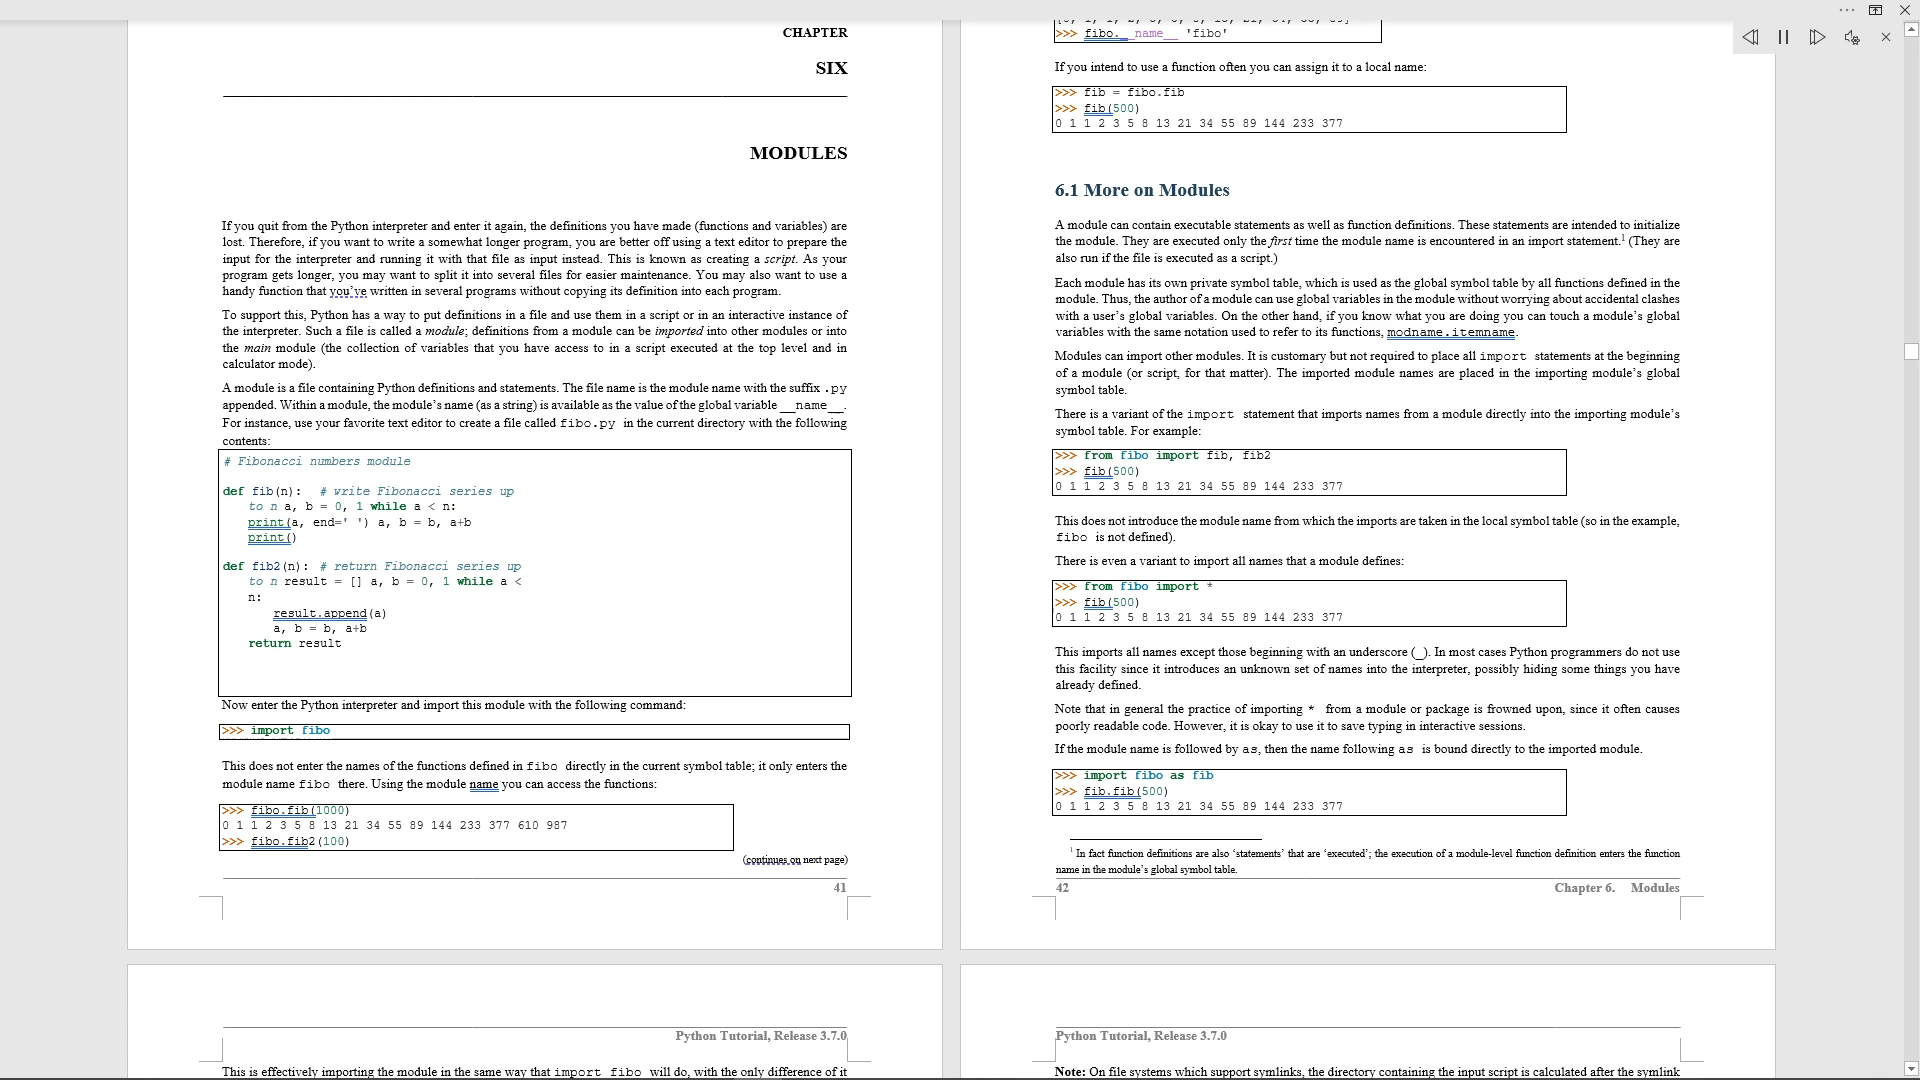 CHAPTER
SIX
MODULES
If you quit from the Python interpreter and enter it again, the definitions you have made (functions and variables) are
lost. Therefore, if you want to write a somewhat longer program, you are better off using a text editor to prepare the
input for the interpreter and running it with that file as input instead. This is known as creating a script. As your
program gets longer, you may want to split it into several files for easier maintenance. You may also want to use a
handy function that you’ve written in several programs without copying its definition into each program.
To support this, Python has a way to put definitions in a file and use them in a script or in an interactive instance of
the interpreter. Such a file is called a module; definitions from a module can be imported into other modules or into
the main module (the collection of variables that you have access to in a script executed at the top level and in
calculator mode).
A module is a file containing Python definitions and statements. The file name is the module name with the suffix .py
appended. Within a module, the module’s name (as a string) is available as the value of the global variable __name__.
For instance, use your favorite text editor to create a file called fibo.py in the current directory with the following
contents:
# Fibonacci numbers module
def fib(n): # write Fibonacci series up
to n a, b = 0, 1 while a < n:
print(a, end=' ') a, b = b, a+b
print()
def fib2(n): # return Fibonacci series up
to n result = [] a, b = 0, 1 while a <
n:
result.append(a)
a, b = b, a+b
return result
Now enter the Python interpreter and import this module with the following command:
>>> import fibo
This does not enter the names of the functions defined in fibo directly in the current symbol table; it only enters the
module name fibo there. Using the module name you can access the functions:
>>> fibo.fib(1000)
0 1 1 2 3 5 8 13 21 34 55 89 144 233 377 610 987
>>> fibo.fib2(100)
(continues on next page)
41
>>> fibo.__name__ 'fibo'
If you intend to use a function often you can assign it to a local name:
>>> fib = fibo.fib
>>> fib(500)
0 1 1 2 3 5 8 13 21 34 55 89 144 233 377
6.1 More on Modules
A module can contain executable statements as well as function definitions. These statements are intended to initialize
the module. They are executed only the first time the module name is encountered in an import statement.1 (They are
also run if the file is executed as a script.)
Each module has its own private symbol table, which is used as the global symbol table by all functions defined in the
module. Thus, the author of a module can use global variables in the module without worrying about accidental clashes
with a user’s global variables. On the other hand, if you know what you are doing you can touch a module’s global
variables with the same notation used to refer to its functions, modname.itemname.
Modules can import other modules. It is customary but not required to place all import statements at the beginning
of a module (or script, for that matter). The imported module names are placed in the importing module’s global
symbol table.
There is a variant of the import statement that imports names from a module directly into the importing module’s
symbol table. For example:
>>> from fibo import fib, fib2
>>> fib(500)
0 1 1 2 3 5 8 13 21 34 55 89 144 233 377
This does not introduce the module name from which the imports are taken in the local symbol table (so in the example,
fibo is not defined).
There is even a variant to import all names that a module defines:
>>> from fibo import *
>>> fib(500)
0 1 1 2 3 5 8 13 21 34 55 89 144 233 377
This imports all names except those beginning with an underscore (_). In most cases Python programmers do not use
this facility since it introduces an unknown set of names into the interpreter, possibly hiding some things you have
already defined.
Note that in general the practice of importing * from a module or package is frowned upon, since it often causes
poorly readable code. However, it is okay to use it to save typing in interactive sessions.
If the module name is followed by as, then the name following as is bound directly to the imported module.
>>> import fibo as fib
>>> fib.fib(500)
0 1 1 2 3 5 8 13 21 34 55 89 144 233 377
1 In fact function definitions are also ‘statements’ that are ‘executed’; the execution of a module-level function definition enters the function
name in the module’s global symbol table.
42 Chapter 6. Modules
Python Tutorial, Release 3.7.0
This is effectively importing the module in the same way that import fibo will do, with the only difference of it
Python Tutorial, Release 3.7.0
Note: On file systems which support symlinks, the directory containing the input script is calculated after the symlink